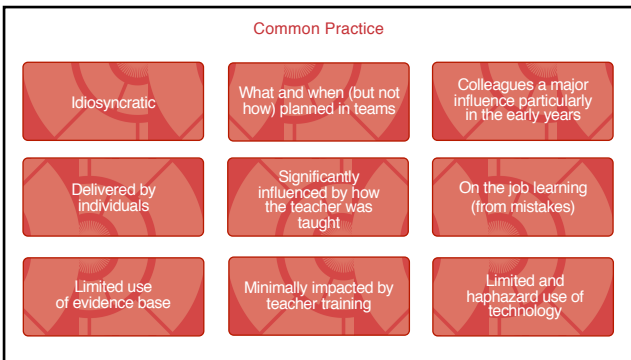 Common Practice
Idiosyncratic
What and when (but not
how) planned in teams
Colleagues a major
influence particularly
in the early years
Delivered by
individuals
Significantly
influenced by how
the teacher was
taught
On the job learning
(from mistakes)
Limited use
of evidence base
Minimally impacted by
teacher training
Limited and
haphazard use of
technology